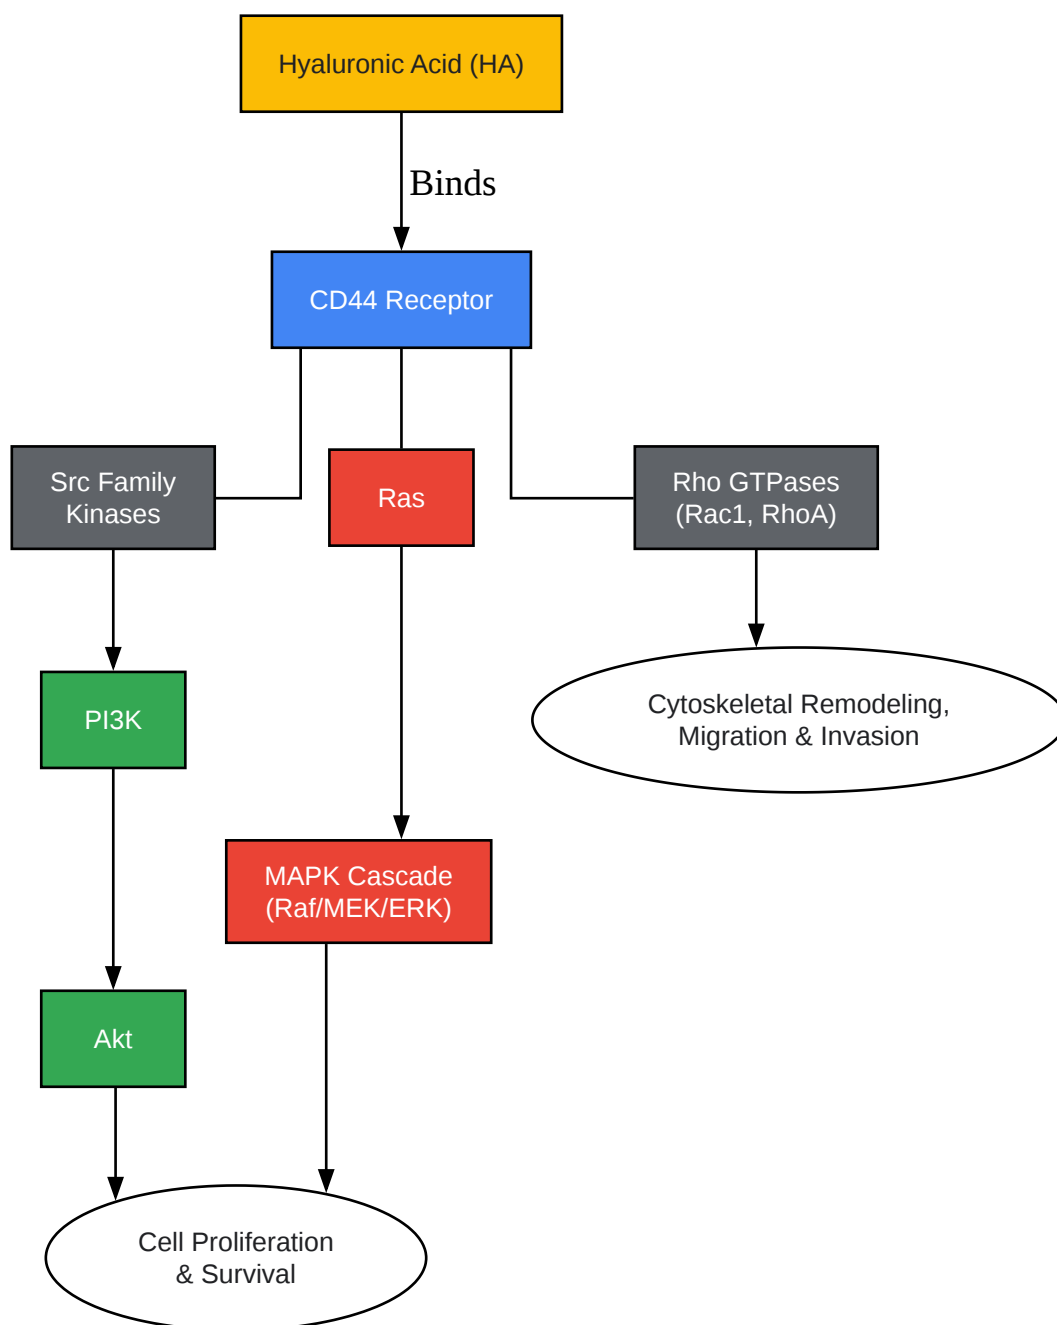 Hyaluronic Acid (HA)
Binds
CD44 Receptor
Src Family
Kinases
Ras
Rho GTPases
(Rac1, RhoA)
PI3K
Cytoskeletal Remodeling,
Migration & Invasion
MAPK Cascade
(Raf/MEK/ERK)
Akt
Cell Proliferation
& Survival